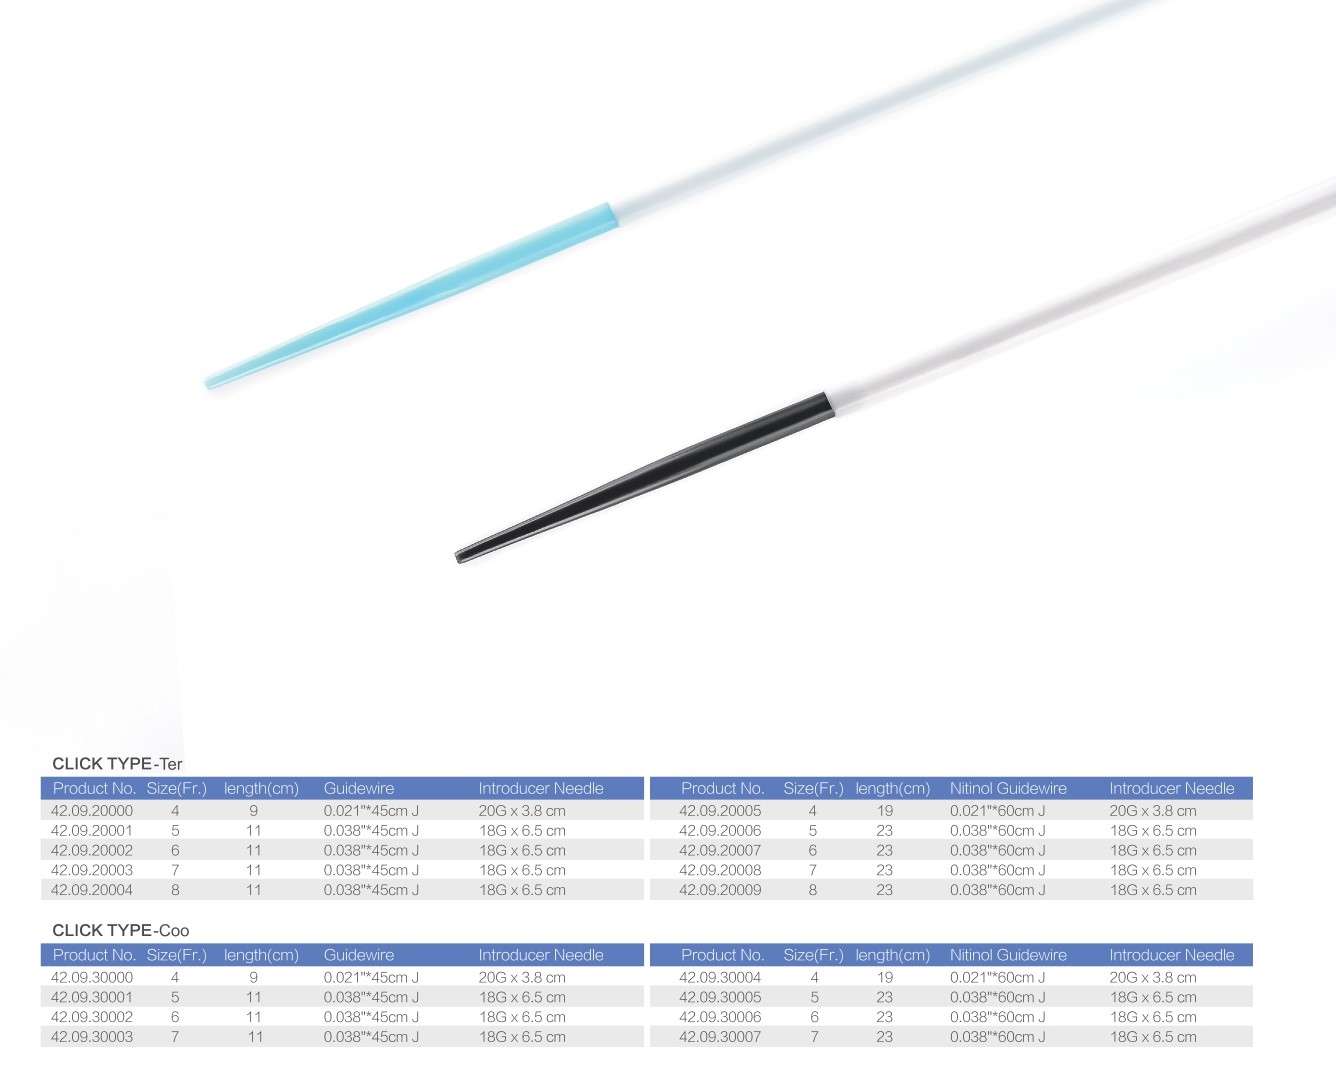 CLICK TYPE-Ter
Product No. Size(Fr.) length(cm) Guidewire Introducer Needle
42.09.20000 4 9 0.021"*45cm J 20G x 3.8 cm
42.09.20001 5 11 0.038"*45cm J 18G x 6.5 cm
42.09.20002 6 11 0.038"*45cm J 18G x 6.5 cm
42.09.20003 7 11 0.038"*45cm J 18G x 6.5 cm
42.09.20004 8 11 0.038"*45cm J 18G x 6.5 cm
Product No. Size(Fr.) length(cm) Nitinol Guidewire Introducer Needle
42.09.20005 4 19 0.021"*60cm J 20G x 3.8 cm
42.09.20006 5 23 0.038"*60cm J 18G x 6.5 cm
42.09.20007 6 23 0.038"*60cm J 18G x 6.5 cm
42.09.20008 7 23 0.038"*60cm J 18G x 6.5 cm
42.09.20009 8 23 0.038"*60cm J 18G x 6.5 cm
CLICK TYPE-Coo
Product No. Size(Fr.) length(cm) Guidewire Introducer Needle
42.09.30000 4 9 0.021"*45cm J 20G x 3.8 cm
42.09.30001 5 11 0.038"*45cm J 18G x 6.5 cm
42.09.30002 6 11 0.038"*45cm J 18G x 6.5 cm
42.09.30003 7 11 0.038"*45cm J 18G x 6.5 cm
Product No. Size(Fr.) length(cm) Nitinol Guidewire Introducer Needle
42.09.30004 4 19 0.021"*60cm J 20G x 3.8 cm
42.09.30005 5 23 0.038"*60cm J 18G x 6.5 cm
42.09.30006 6 23 0.038"*60cm J 18G x 6.5 cm
42.09.30007 7 23 0.038"*60cm J 18G x 6.5 cm